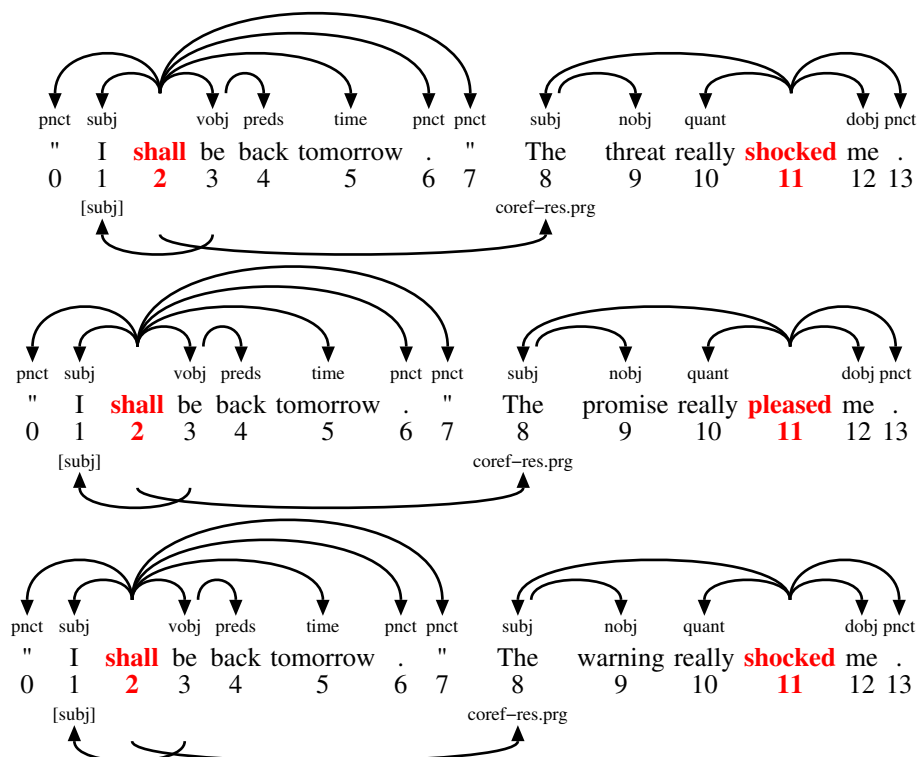 pnct subj vobj preds time pnct pnct subj nobj quant dobj pnct
" I shall be back tomorrow . " The threat really shocked me .
0 1 2 3 4 5 6 7 8 9 10 11 12 13
[subj] coref−res.prg
pnct subj vobj preds time pnct pnct subj nobj quant dobj pnct
" I shall be back tomorrow . " The promise really pleased me .
0 1 2 3 4 5 6 7 8 9 10 11 12 13
[subj] coref−res.prg
pnct subj vobj preds time pnct pnct subj nobj quant dobj pnct
" I shall be back tomorrow . " The warning really shocked me .
0 1 2 3 4 5 6 7 8 9 10 11 12 13
[subj] coref−res.prg